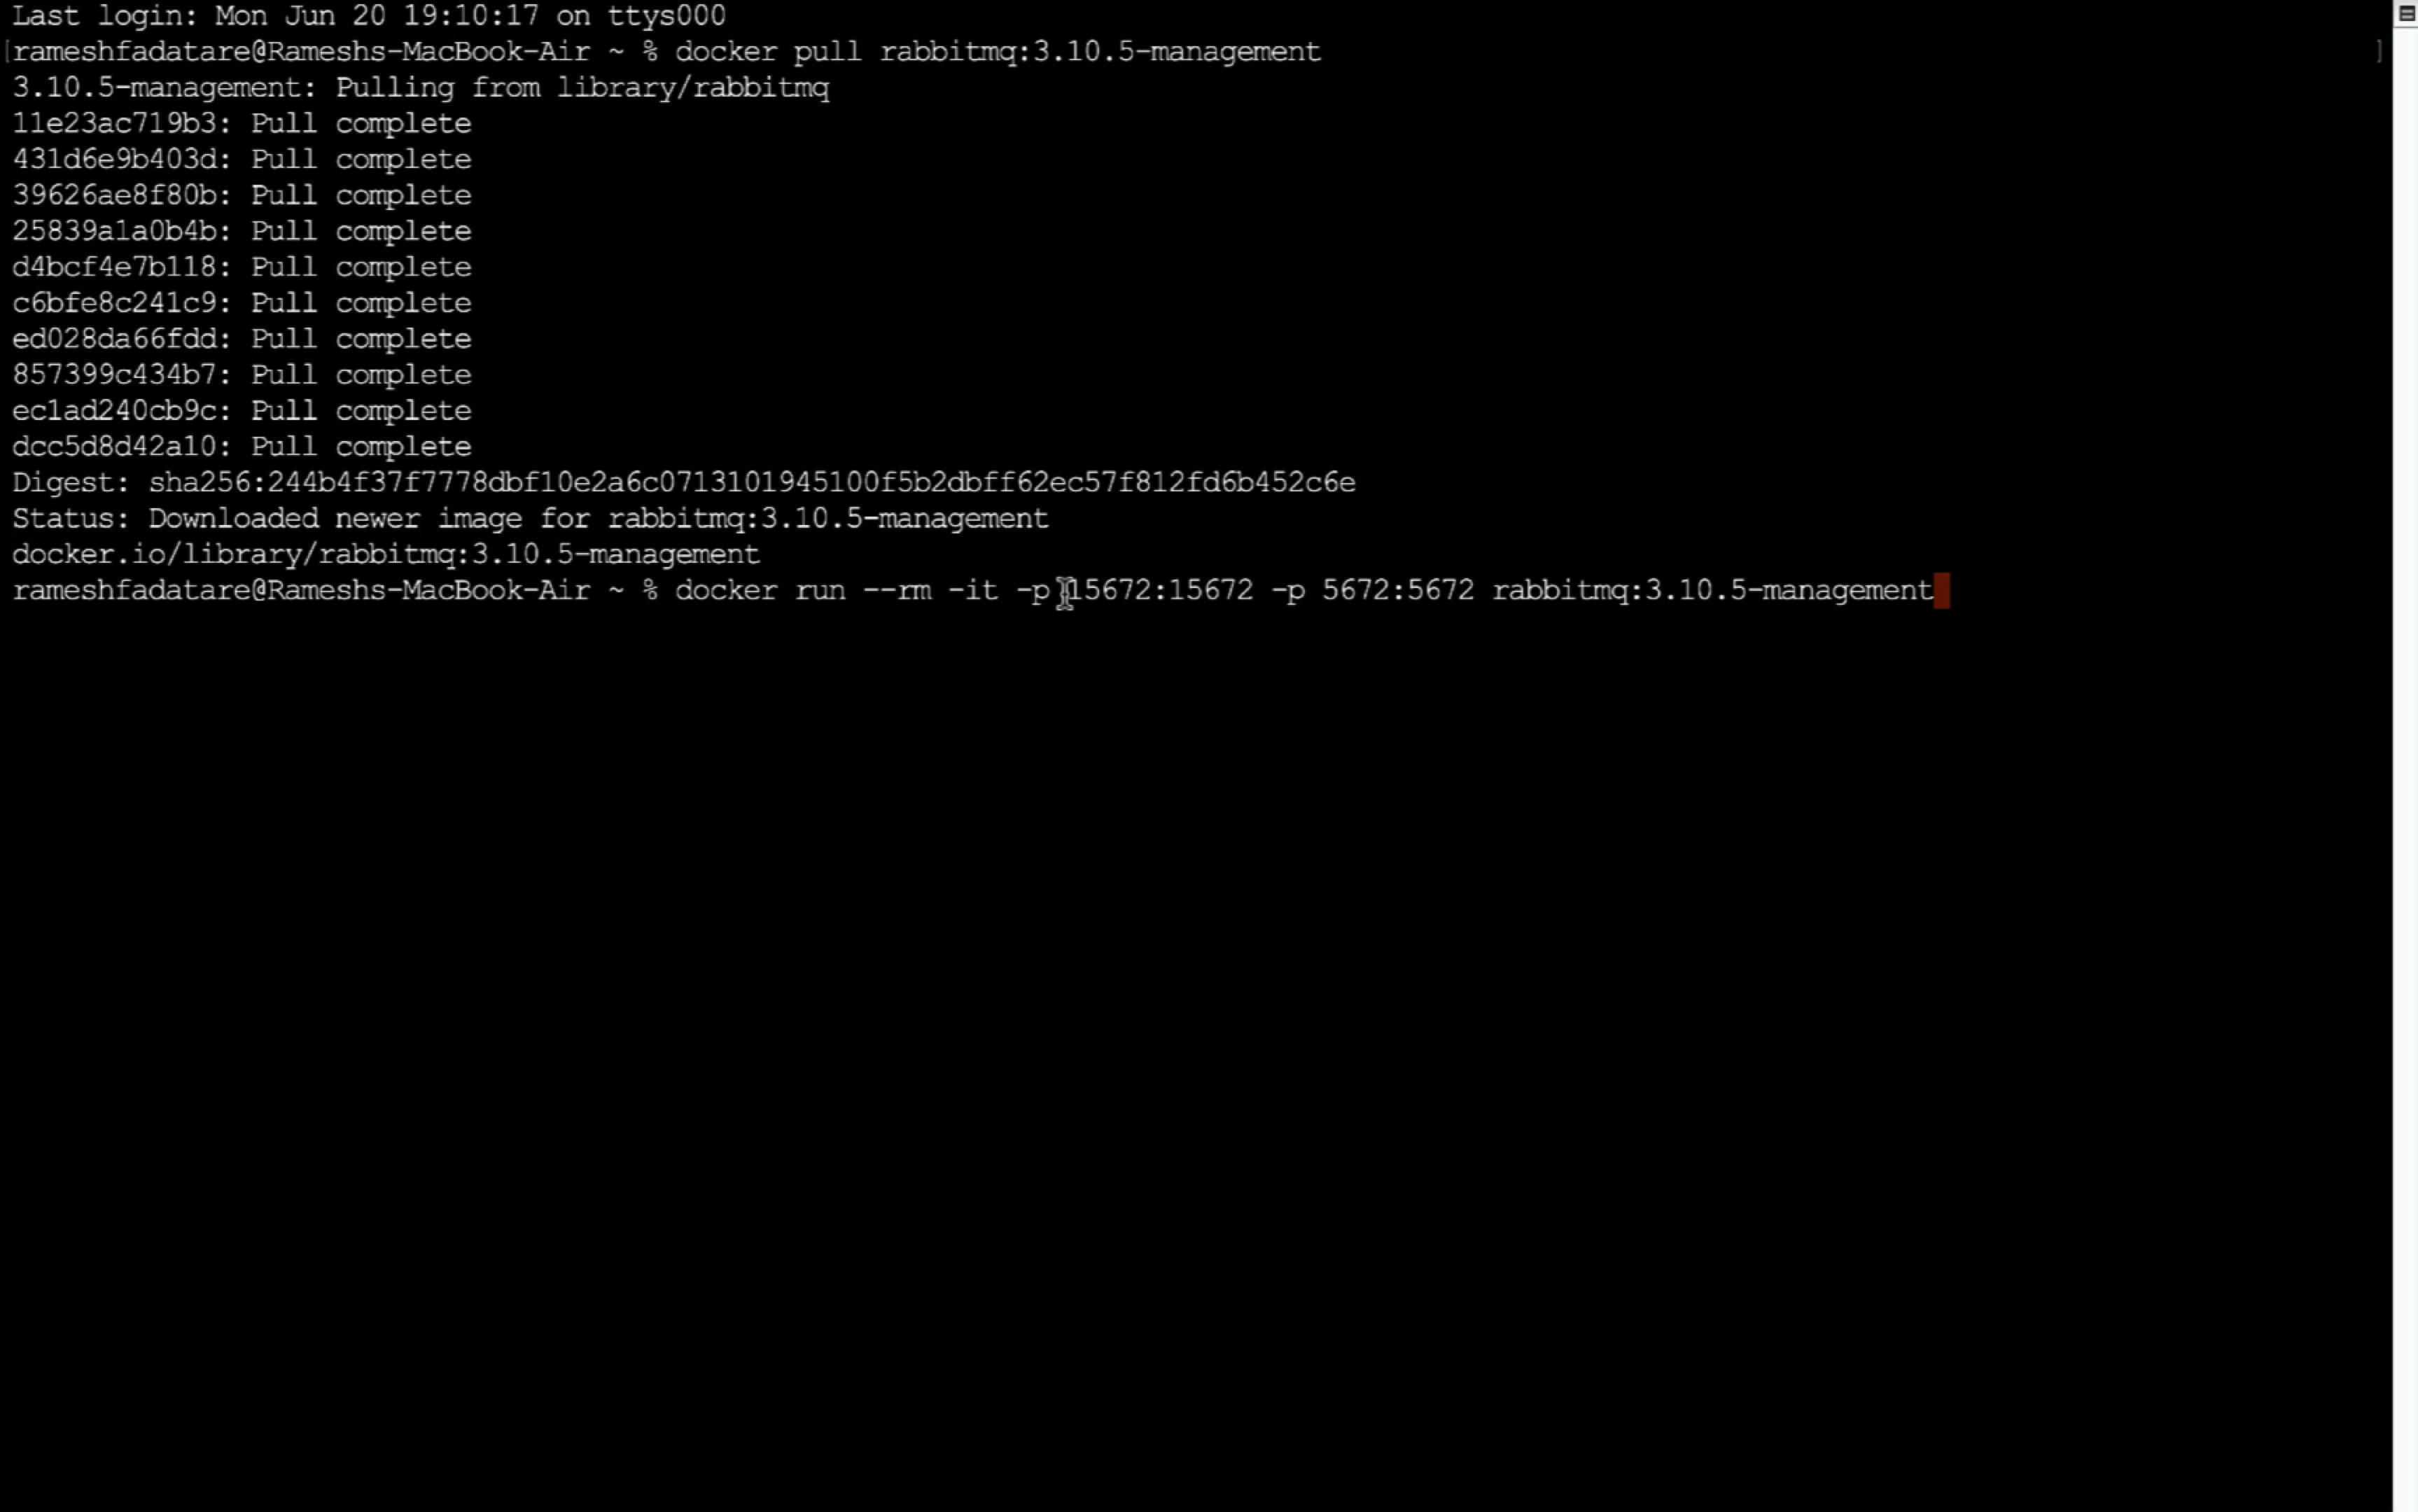 Last login: Mon Jun 20 19:10:17 on ttys000
[rameshfadatare@Rameshs-MacBook-Air ~ % docker pull rabbitmq:3.10.5-management ]
3.10.5-management: Pulling from library/rabbitmq
11e23ac719b3: Pull complete
431d6e9b403d: Pull complete
39626ae8f80b: Pull complete
25839a1a0b4b: Pull complete
d4bcf4e7b118: Pull complete
c6bfe8c241c9: Pull complete
ed028da66fdd: Pull complete
857399c434b7: Pull complete
ec1ad240cb9c: Pull complete
dcc5d8d42a10: Pull complete
Digest: sha256:244b4f37f7778dbf10e2a6c0713101945100f5b2dbff62ec57f812fd6b452c6e
Status: Downloaded newer image for rabbitmq:3.10.5-management
docker.io/library/rabbitmq:3.10.5-management
rameshfadatare@Rameshs-MacBook-Air ~ % docker run --rm -it -p 15672:15672 -p 5672:5672 rabbitmq:3.10.5-management